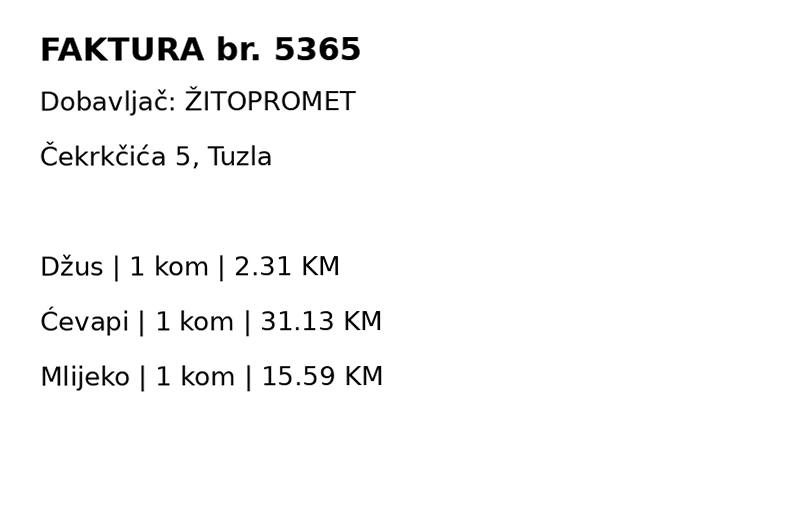 FAKTURA br. 5365
Dobavljač: ŽITOPROMET
Čekrkčića 5, Tuzla
Džus | 1 kom | 2.31 KM
Ćevapi | 1 kom | 31.13 KM
Mlijeko | 1 kom | 15.59 KM